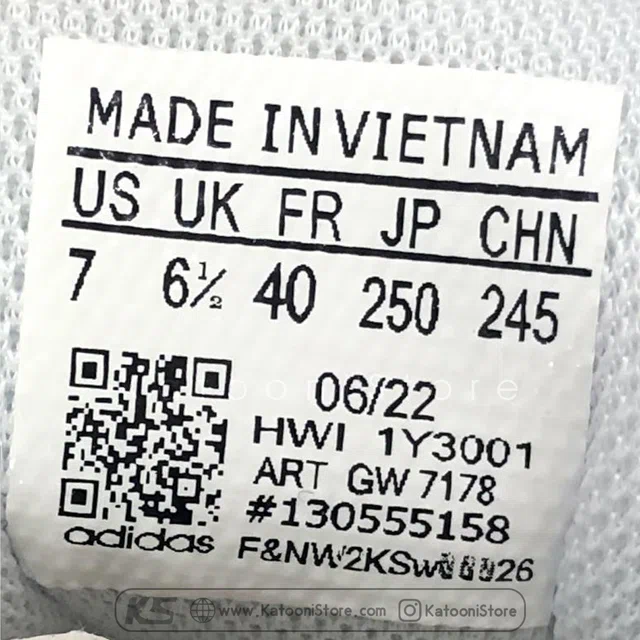 MADE IN VIETNAM
US UK FR JP CHN
7 6½ 40 250 245
06/22
HWI 1Y3001
ART GW7178
#130555158
adidas
KS www.KatooniStore.com KatooniStore